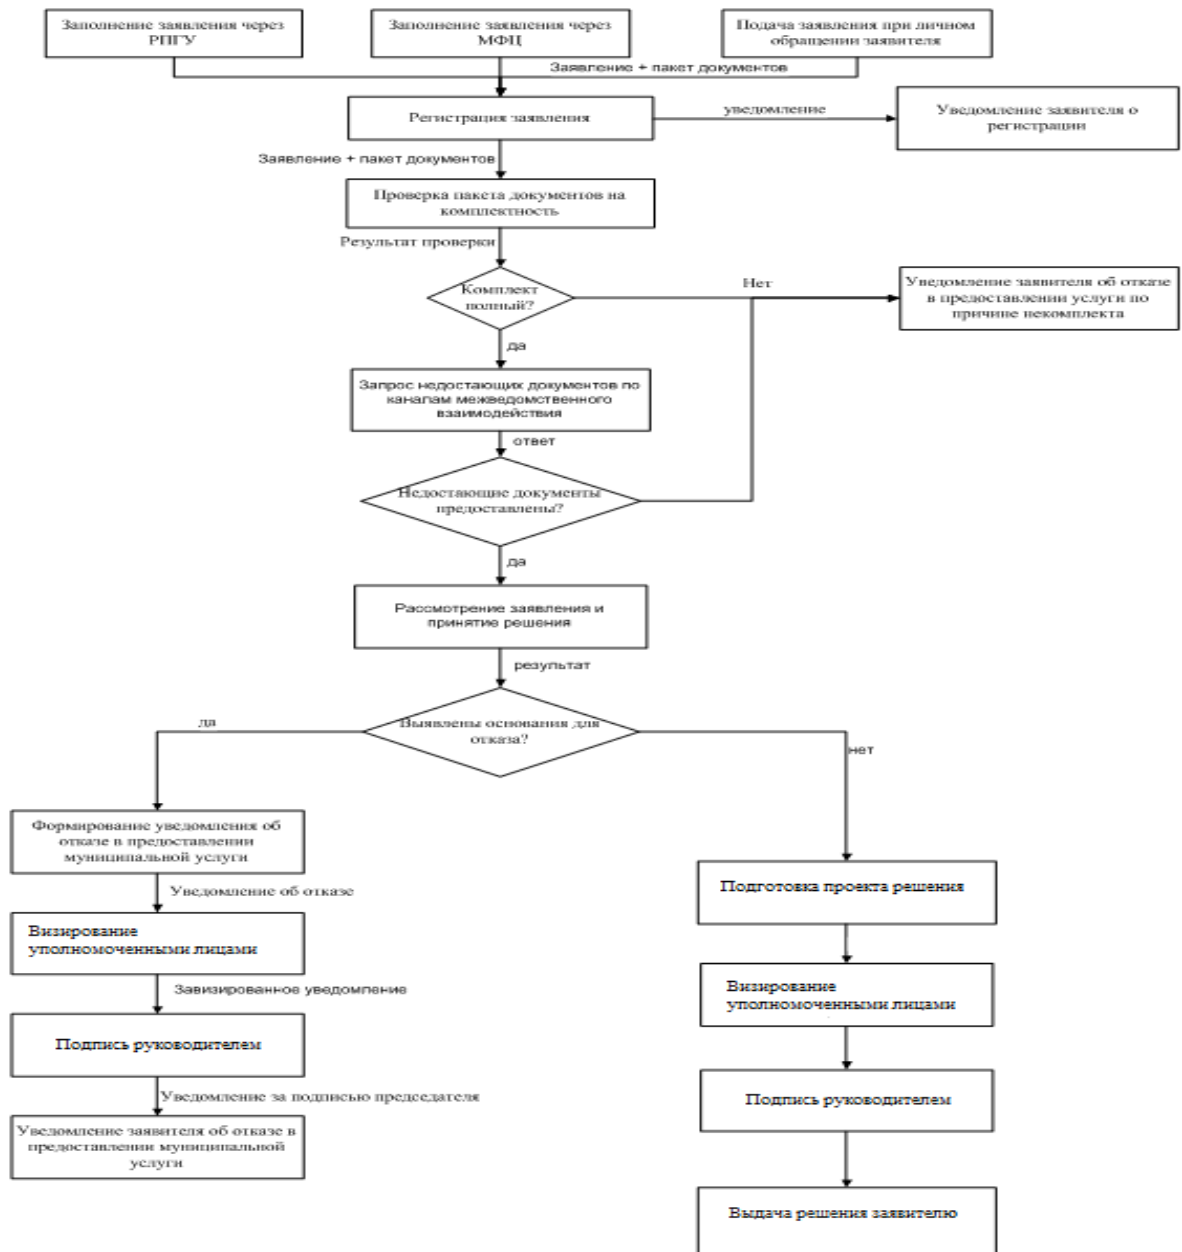 Заполнение заявления через
РПГУ
Заполнение заявления через
МФЦ
Подача заявления при личном
обращении заявителя
Заявление + пакет документов
Регистрация заявления
уведомление
Уведомление заявителя о
регистрации
Заявление + пакет документов
Проверка пакета документов на
комплектность
Результат проверки
Комплект
полный?
Нет
Уведомление заявителя об отказе
в предоставлении услуги по
причине некомплекта
да
Запрос недостающих документов по
каналам межведомственного
взаимодействия
ответ
Недостающие документы
предоставлены?
да
Рассмотрение заявления и
принятие решения
результат
Выявлены основания для
отказа?
да
нет
Формирование уведомления об
отказе в предоставлении
муниципальной услуги
Уведомление об отказе
Визирование
уполномоченными лицами
Завизированное уведомление
Подпись руководителем
Уведомление за подписью председателя
Уведомление заявителя об отказе в
предоставлении муниципальной
услуги
Подготовка проекта решения
Визирование
уполномоченными лицами
Подпись руководителем
Выдача решения заявителю